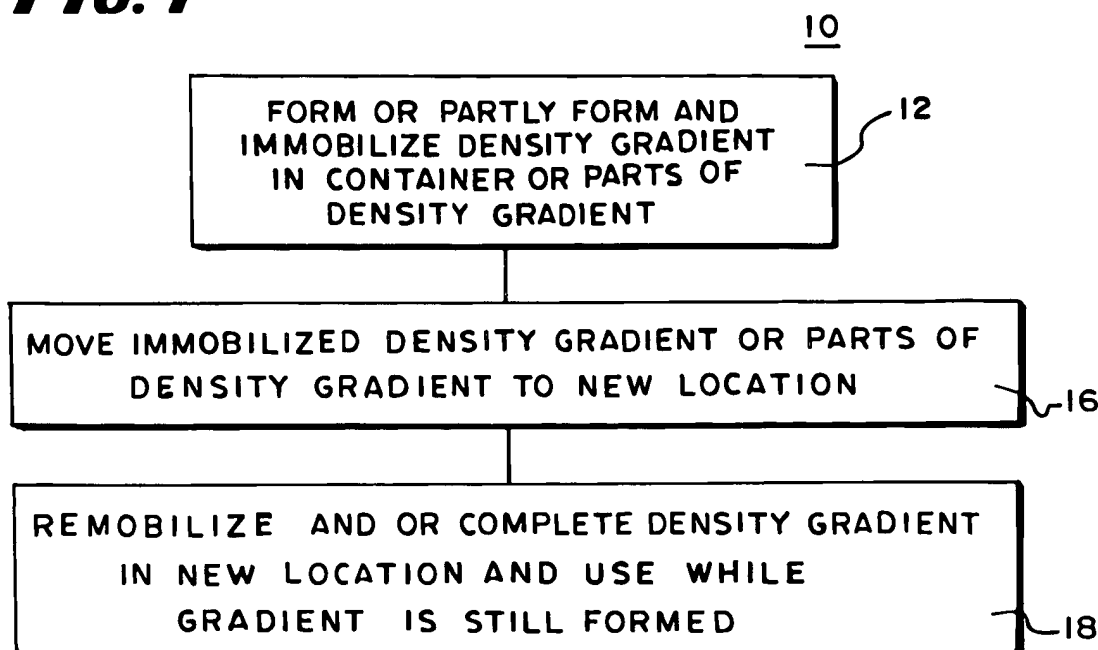 FIG. 1
10
FORM OR PARTLY FORM AND
IMMOBILIZE DENSITY GRADIENT
IN CONTAINER OR PARTS OF
DENSITY GRADIENT
12
MOVE IMMOBILIZED DENSITY GRADIENT OR PARTS OF
DENSITY GRADIENT TO NEW LOCATION
16
REMOBILIZE AND OR COMPLETE DENSITY GRADIENT
IN NEW LOCATION AND USE WHILE
GRADIENT IS STILL FORMED
18